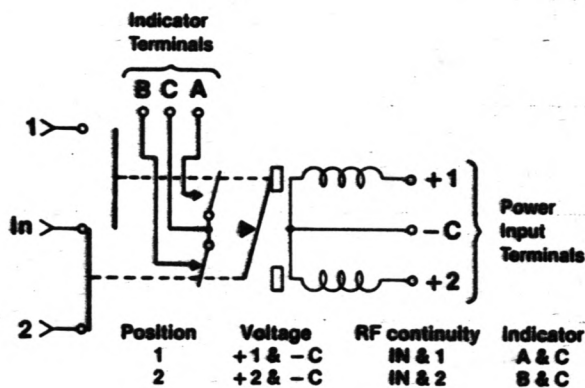 Indicator
Terminals
B C A
1
+1
In
-C
Power
Input
Terminals
+2
2
Position Voltage RF continuity Indicator
1 +1 & -C IN & 1 A & C
2 +2 & -C IN & 2 B & C